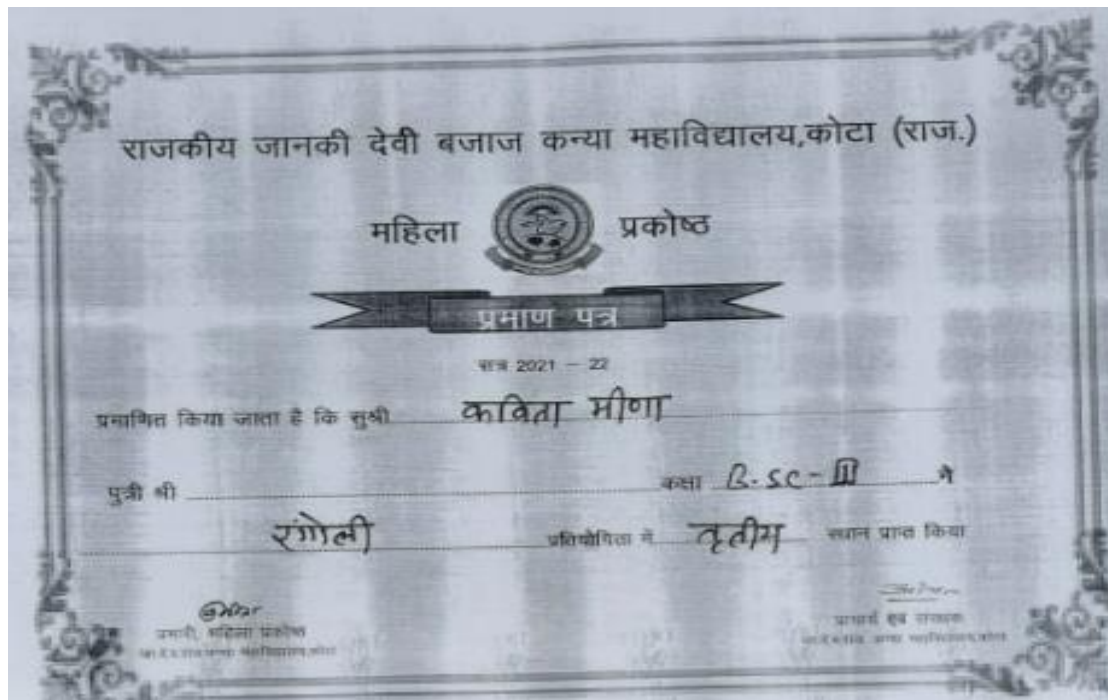 राजकीय जानकी देवी बजाज कन्या महाविद्यालय,कोटा (राज.)
महिला प्रकोष्ठ
प्रमाण पत्र
सत्र 2021 - 22
प्रमाणित किया जाता है कि सुश्री कविता मीणा
पुत्री श्री कक्षा B.SC-III ने
रंगोली प्रतियोगिता में तृतीय स्थान प्राप्त किया
प्रभारी, महिला प्रकोष्ठ
प्राचार्य एवं संरक्षक